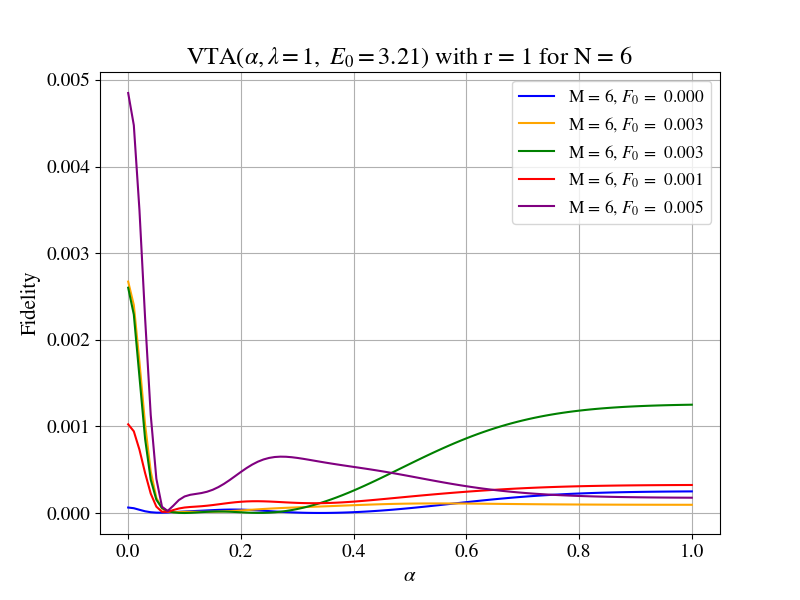 VTA(α, λ = 1, E₀ = 3.21) with r = 1 for N = 6
0.005
0.004
0.003
0.002
0.001
0.000
Fidelity
M = 6, F₀ = 0.000
M = 6, F₀ = 0.003
M = 6, F₀ = 0.003
M = 6, F₀ = 0.001
M = 6, F₀ = 0.005
0.0 0.2 0.4 0.6 0.8 1.0
α